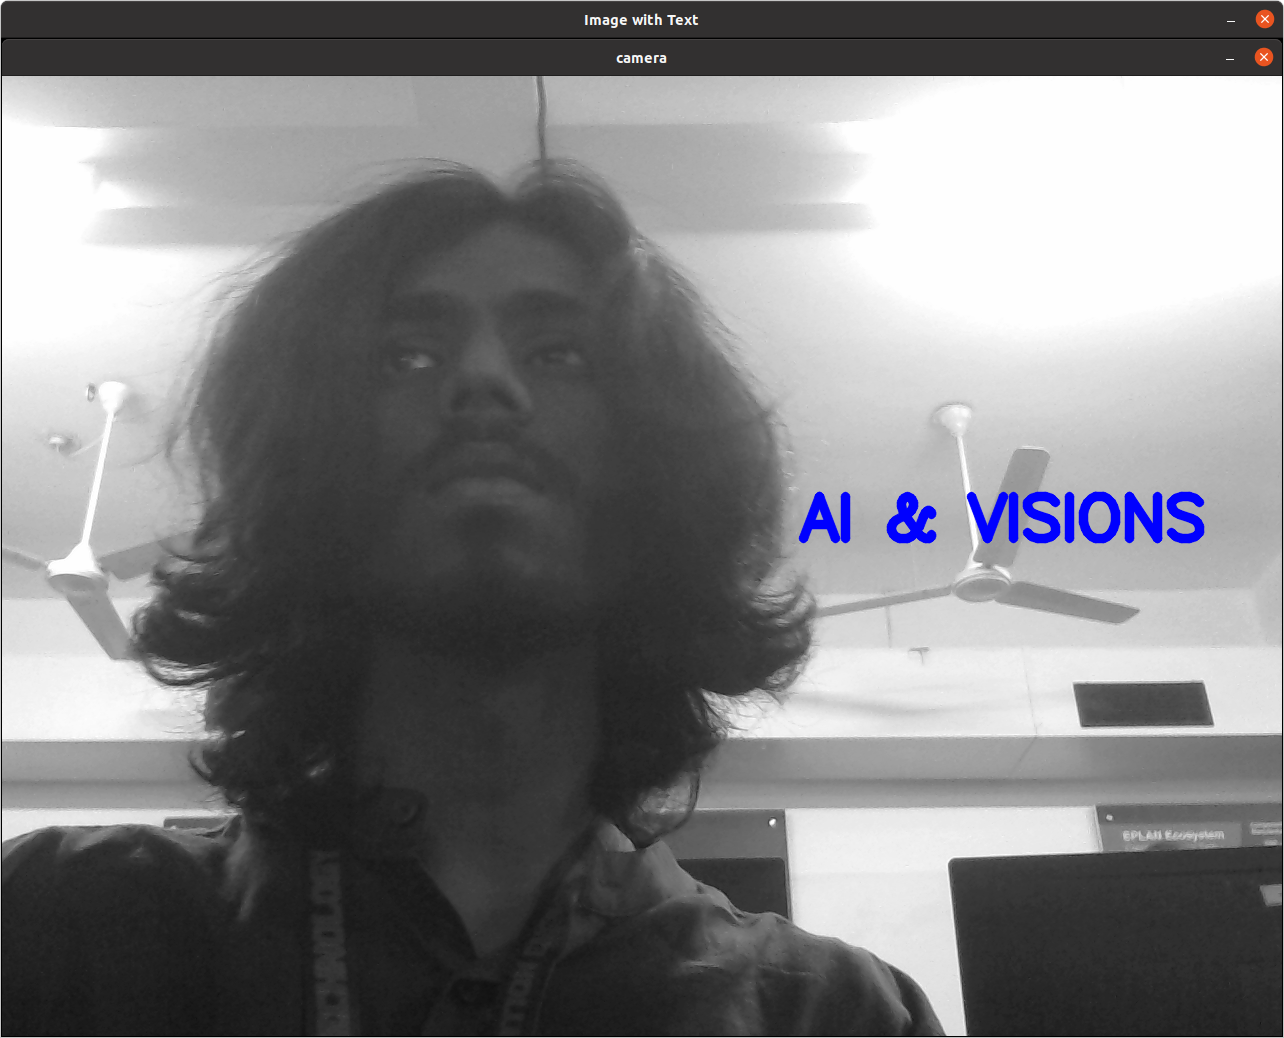 Image with Text
camera
AI & VISIONS
EPLAN Ecosystem